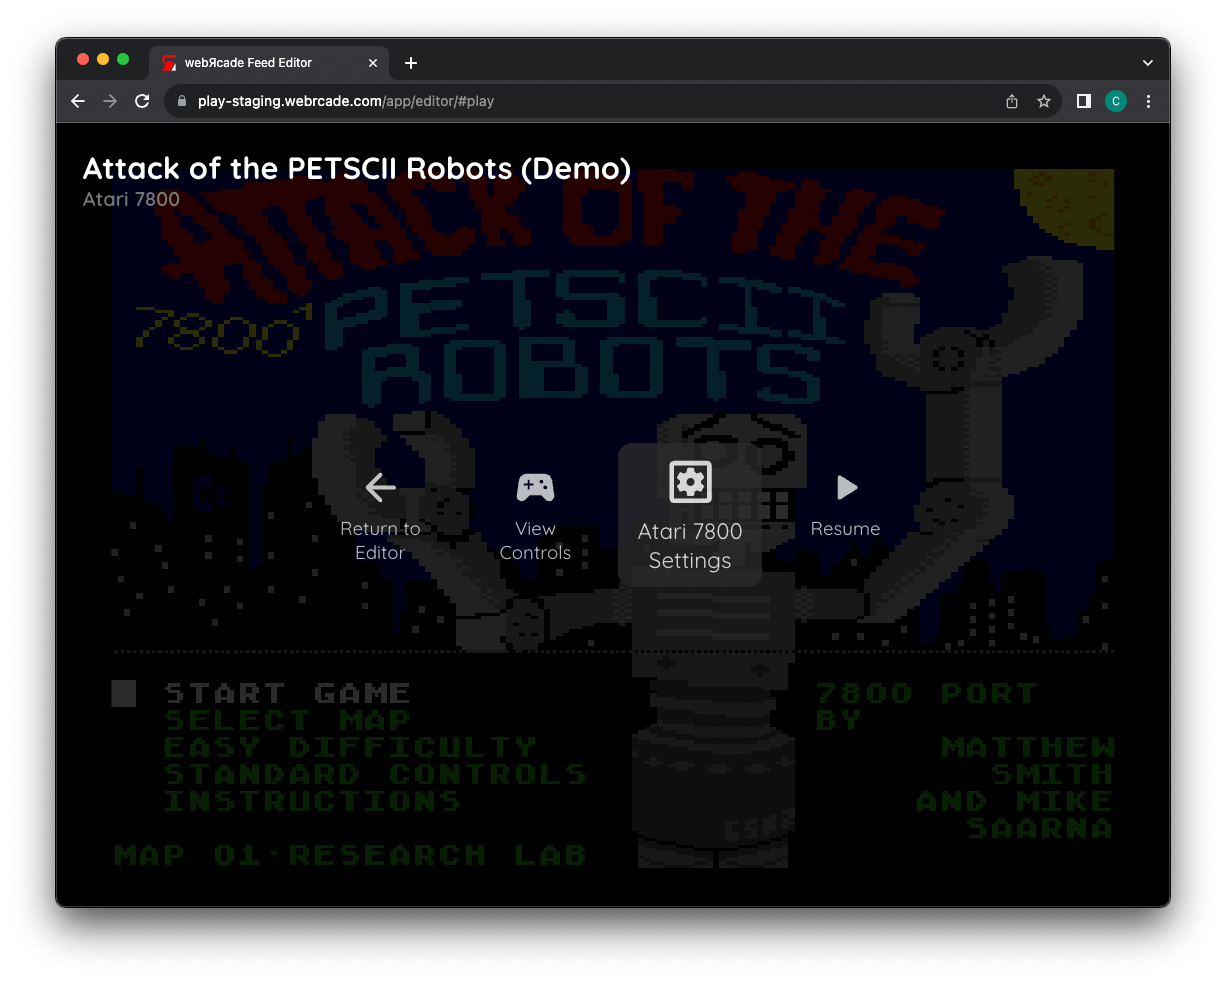 webЯcade Feed Editor
play-staging.webrcade.com/app/editor/#play
C
Attack of the PETSCII Robots (Demo)
Atari 7800
ATTACK OF THE
7800
PETSCII
ROBOTS
Return to
Editor
View
Controls
Atari 7800
Settings
Resume
START GAME
SELECT MAP
EASY DIFFICULTY
STANDARD CONTROLS
INSTRUCTIONS
MAP 01·RESEARCH LAB
7800 PORT
BY
MATTHEW
SMITH
AND MIKE
SAARNA